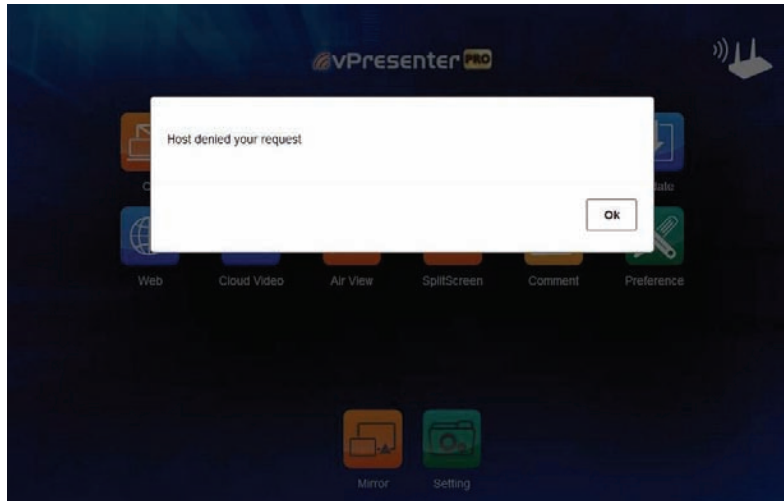 vPresenter PRO
Host denied your request
Ok
Web
Cloud Video
Air View
SplitScreen
Comment
Preference
Mirror
Setting